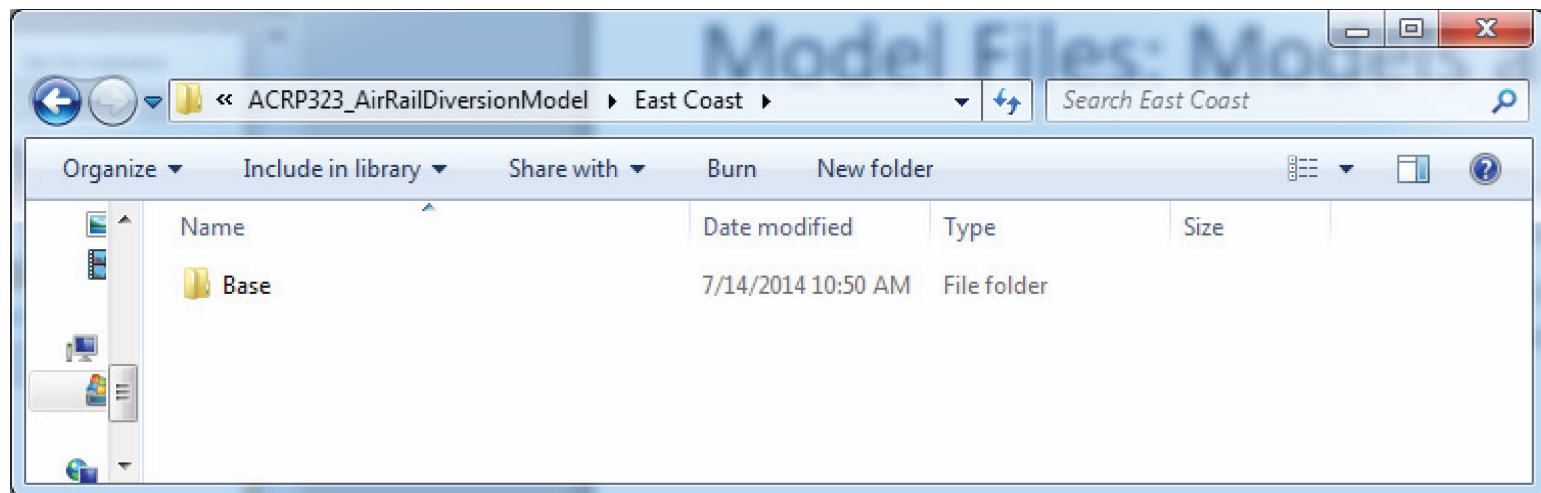 Model Files: Models a
« ACRP323_AirRailDiversionModel ▸ East Coast ▸
Search East Coast
Organize Include in library Share with Burn New folder
Name Date modified Type Size
Base 7/14/2014 10:50 AM File folder